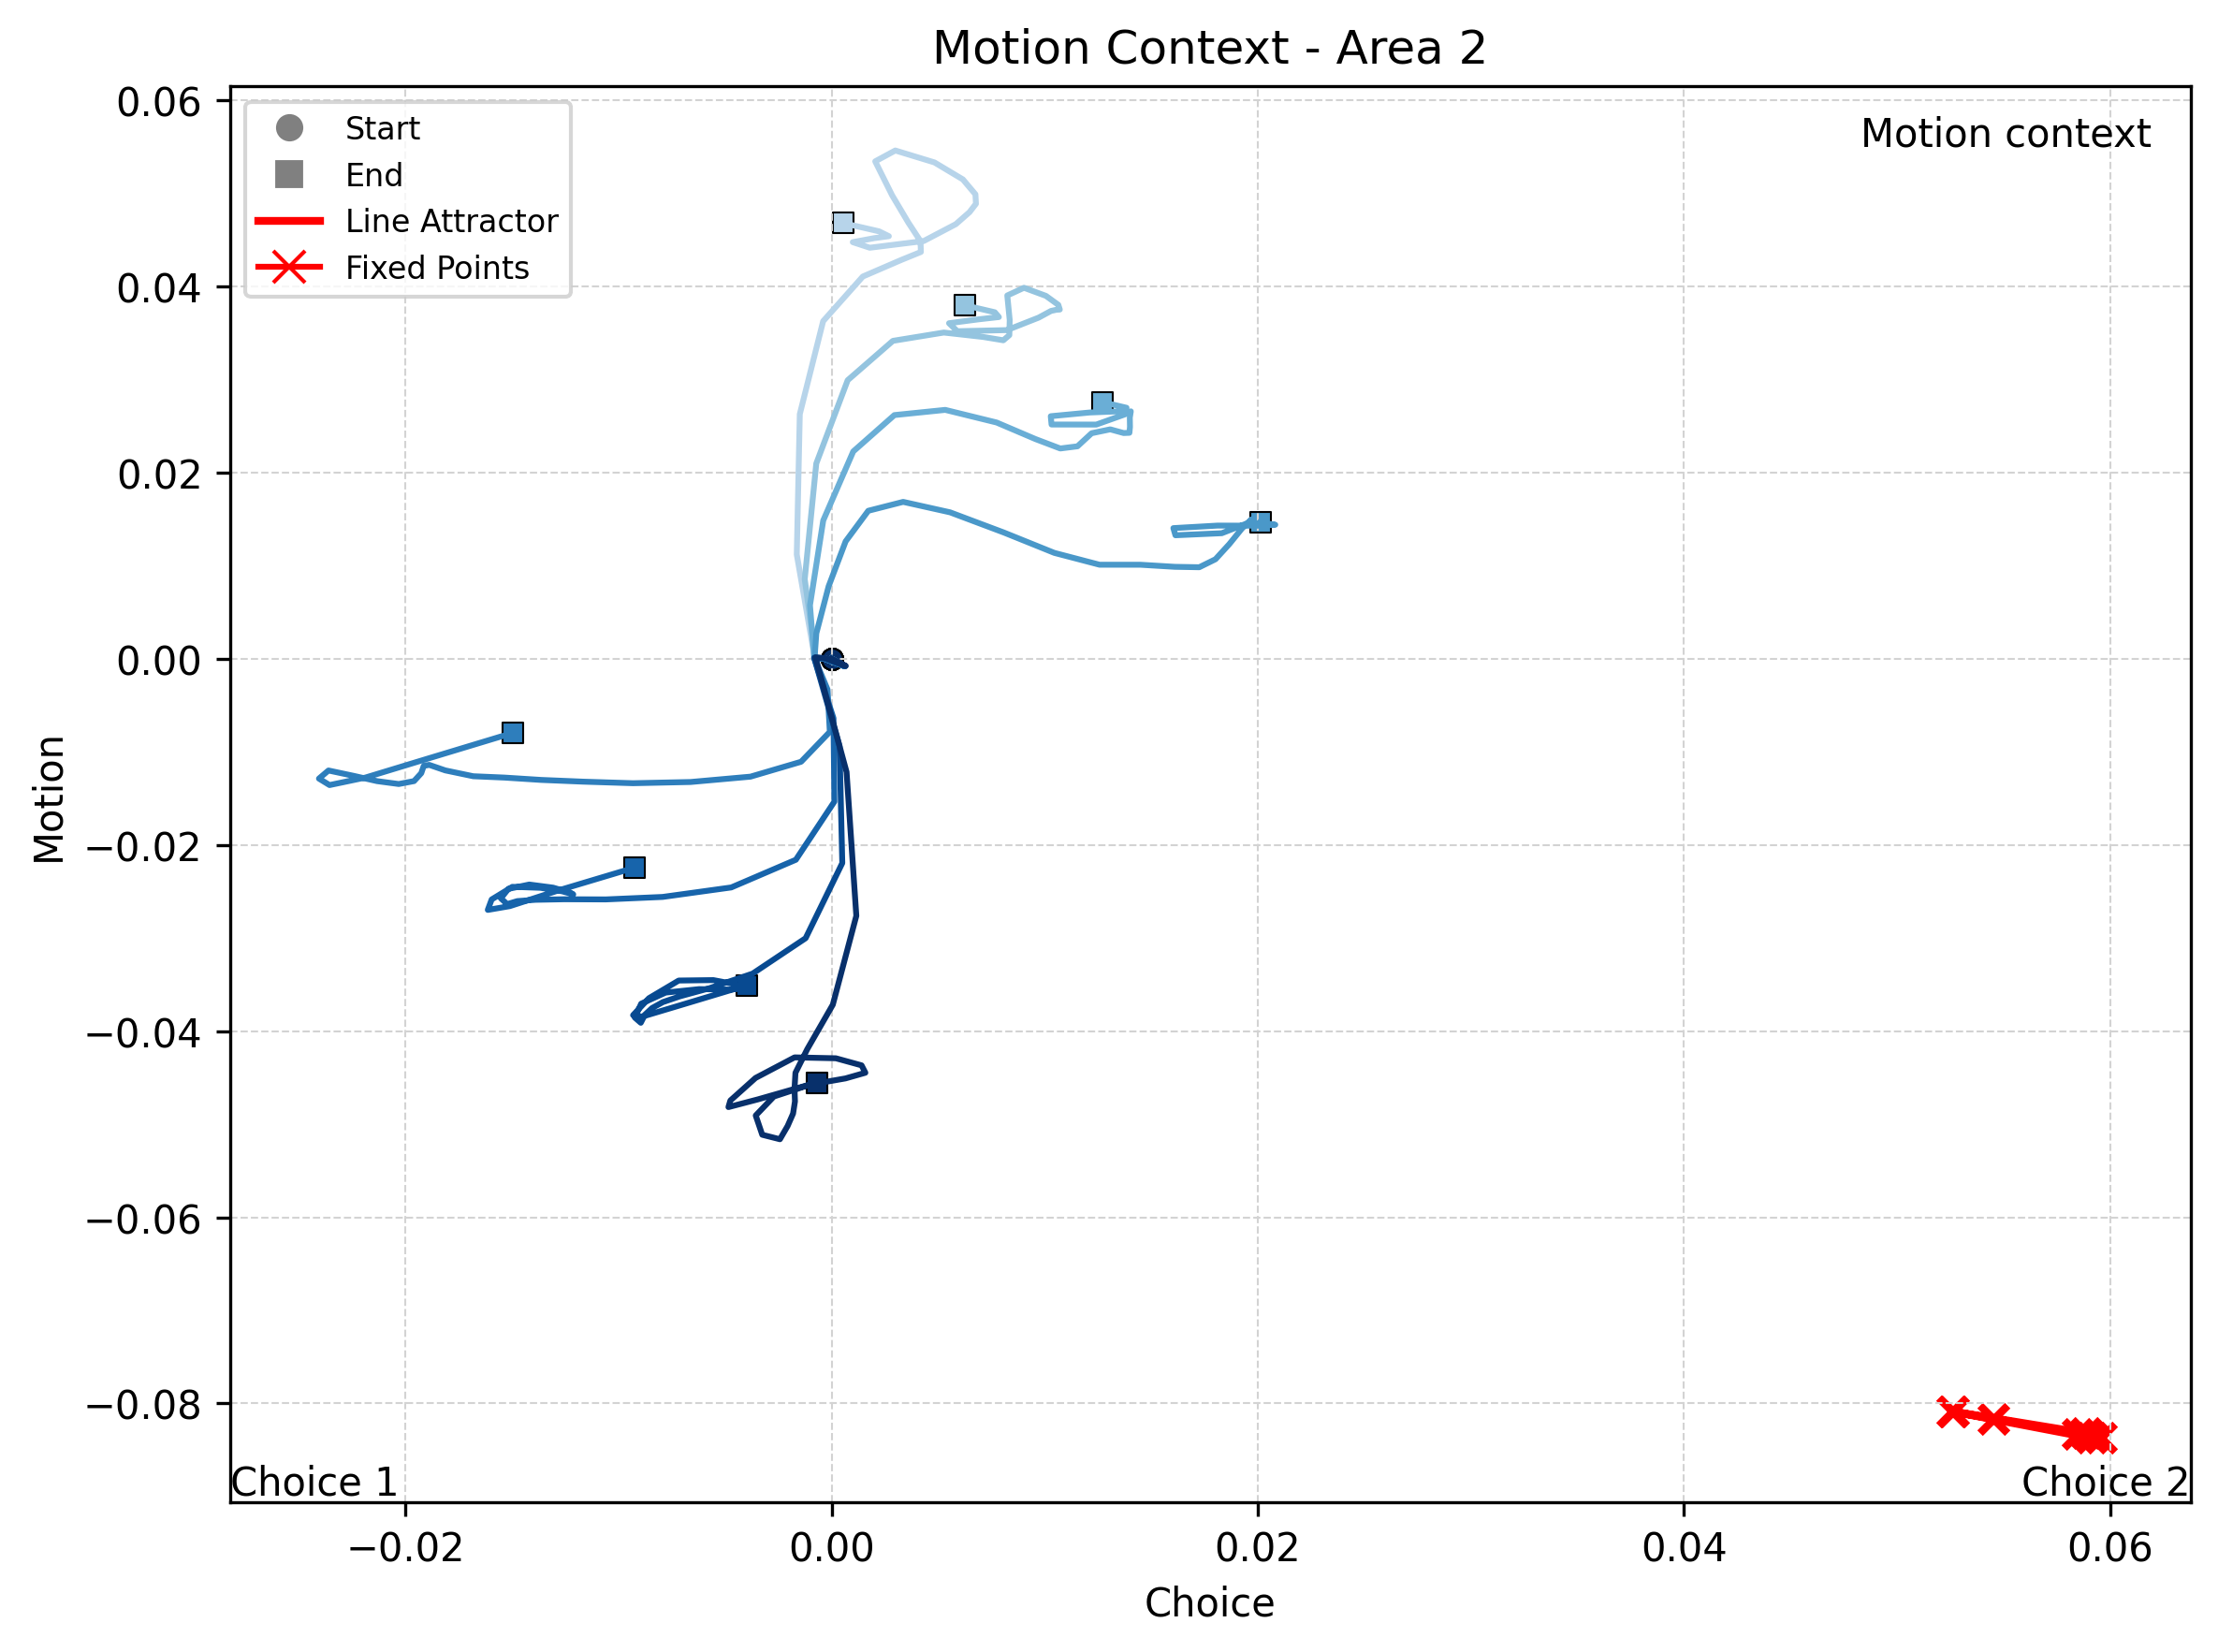 Motion Context - Area 2
Motion context
Start
End
Line Attractor
Fixed Points
0.06
0.04
0.02
0.00
−0.02
−0.04
−0.06
−0.08
Motion
Choice 1
Choice 2
−0.02
0.00
0.02
0.04
0.06
Choice